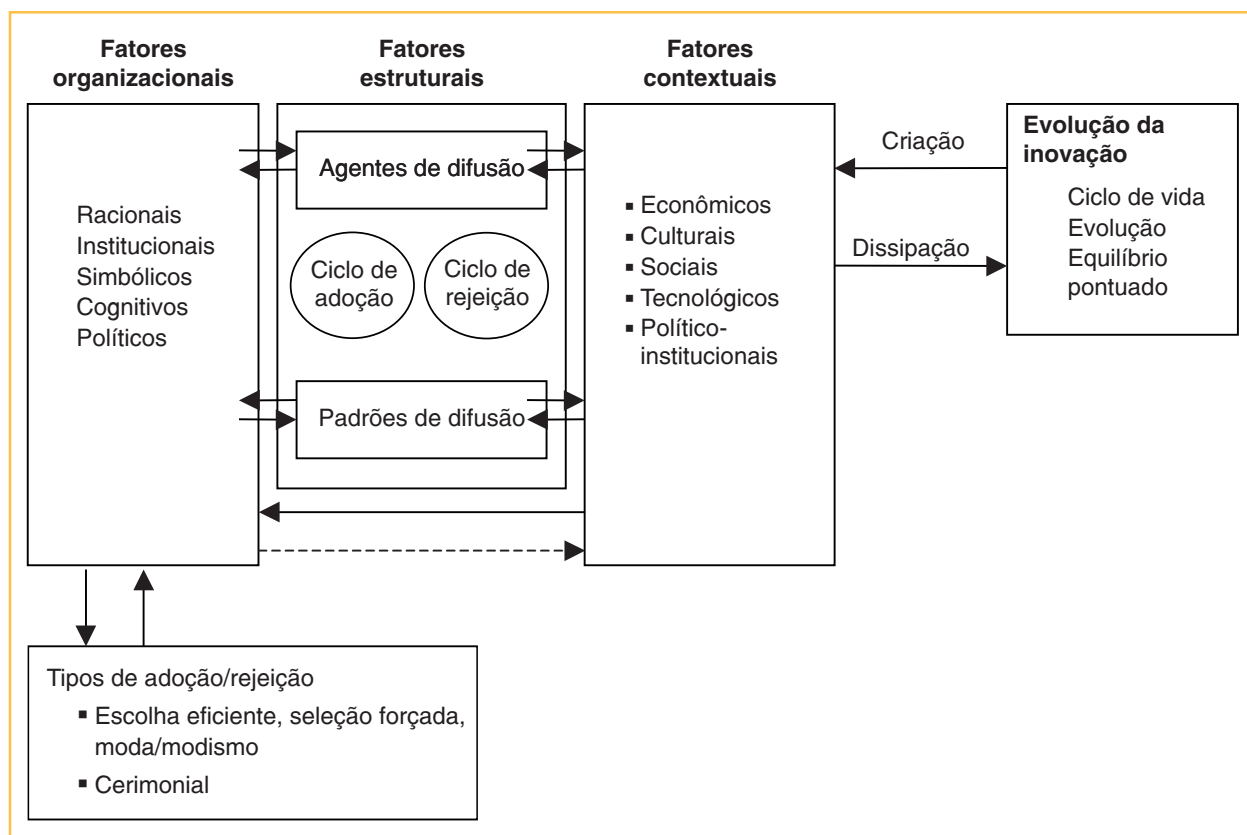 Fatores
organizacionais
Fatores
estruturais
Fatores
contextuais
Racionais
Institucionais
Simbólicos
Cognitivos
Políticos
Agentes de difusão
Ciclo de
adoção
Ciclo de
rejeição
Padrões de difusão
▪ Econômicos
▪ Culturais
▪ Sociais
▪ Tecnológicos
▪ Político-
institucionais
Criação
Dissipação
Evolução da
inovação
Ciclo de vida
Evolução
Equilíbrio
pontuado
Tipos de adoção/rejeição
▪ Escolha eficiente, seleção forçada,
moda/modismo
▪ Cerimonial